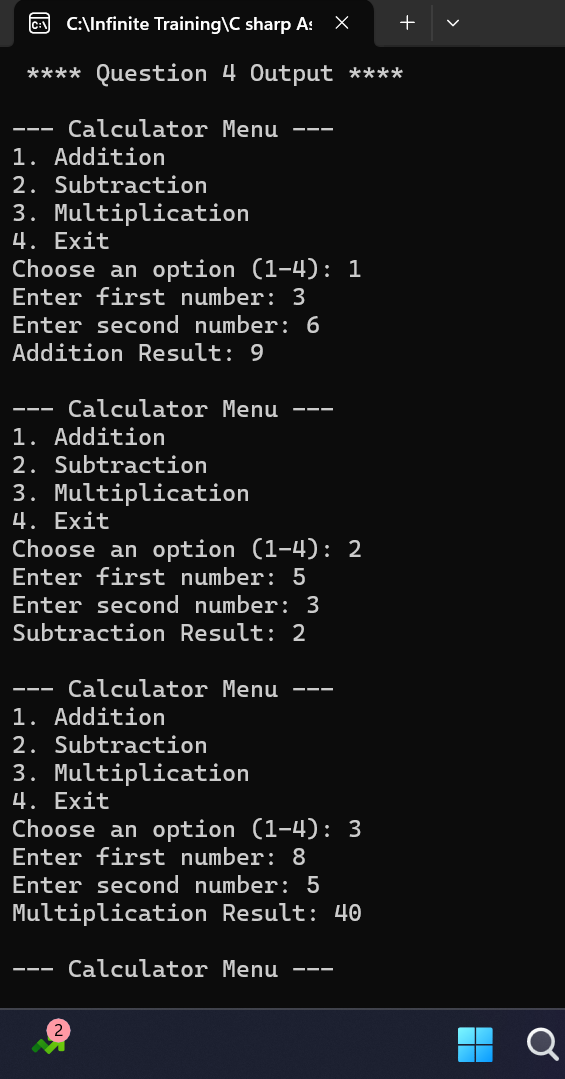 C:\Infinite Training\C sharp As
**** Question 4 Output ****
--- Calculator Menu ---
1. Addition
2. Subtraction
3. Multiplication
4. Exit
Choose an option (1-4): 1
Enter first number: 3
Enter second number: 6
Addition Result: 9
--- Calculator Menu ---
1. Addition
2. Subtraction
3. Multiplication
4. Exit
Choose an option (1-4): 2
Enter first number: 5
Enter second number: 3
Subtraction Result: 2
--- Calculator Menu ---
1. Addition
2. Subtraction
3. Multiplication
4. Exit
Choose an option (1-4): 3
Enter first number: 8
Enter second number: 5
Multiplication Result: 40
--- Calculator Menu ---
2